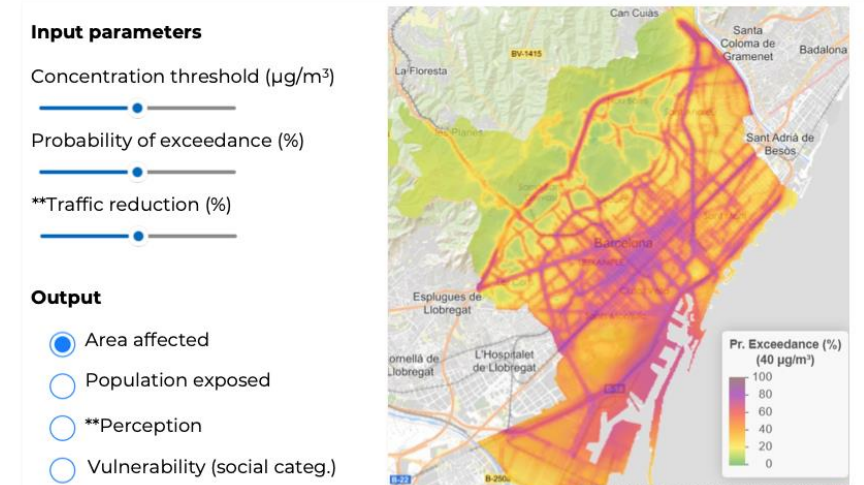 Input parameters
Concentration threshold (µg/m³)
Probability of exceedance (%)
**Traffic reduction (%)
Output
Area affected
Population exposed
**Perception
Vulnerability (social categ.)
Can Cuiàs
Santa
Coloma de
Gramenet
Badalona
BV-1415
La Floresta
Sant Adrià de
Besòs
Barcelona
Esplugues de
Llobregat
L'Hospitalet
de Llobregat
ornellà de
Llobregat
B-22
Pr. Exceedance (%)
(40 µg/m³)
100
80
60
40
20
0